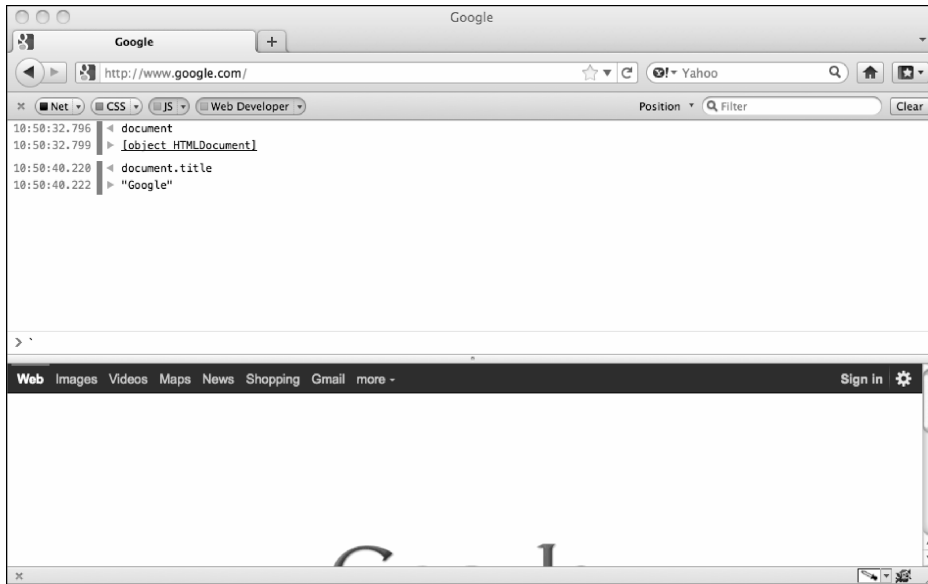 Google
Google +
http://www.google.com/ Yahoo
× Net CSS JS Web Developer Position Filter Clear
10:50:32.796 document
10:50:32.799 [object HTMLDocument]
10:50:40.220 document.title
10:50:40.222 "Google"
> `
Web Images Videos Maps News Shopping Gmail more Sign in
×